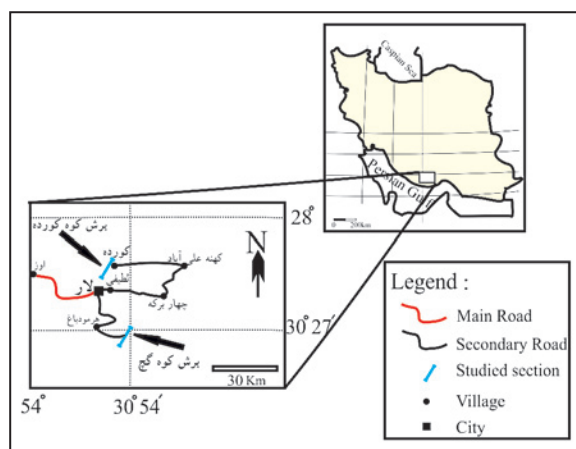 Caspian Sea
Persian Gulf
0 200km
برش کوه کورده
28°
کورده
کهنه علی آباد
اوز
لار
لطیفی
چهار برکه
N
هرمودباغ
30 27°
برش کوه گچ
30 Km
54°
30 54°
Legend :
Main Road
Secondary Road
Studied section
Village
City